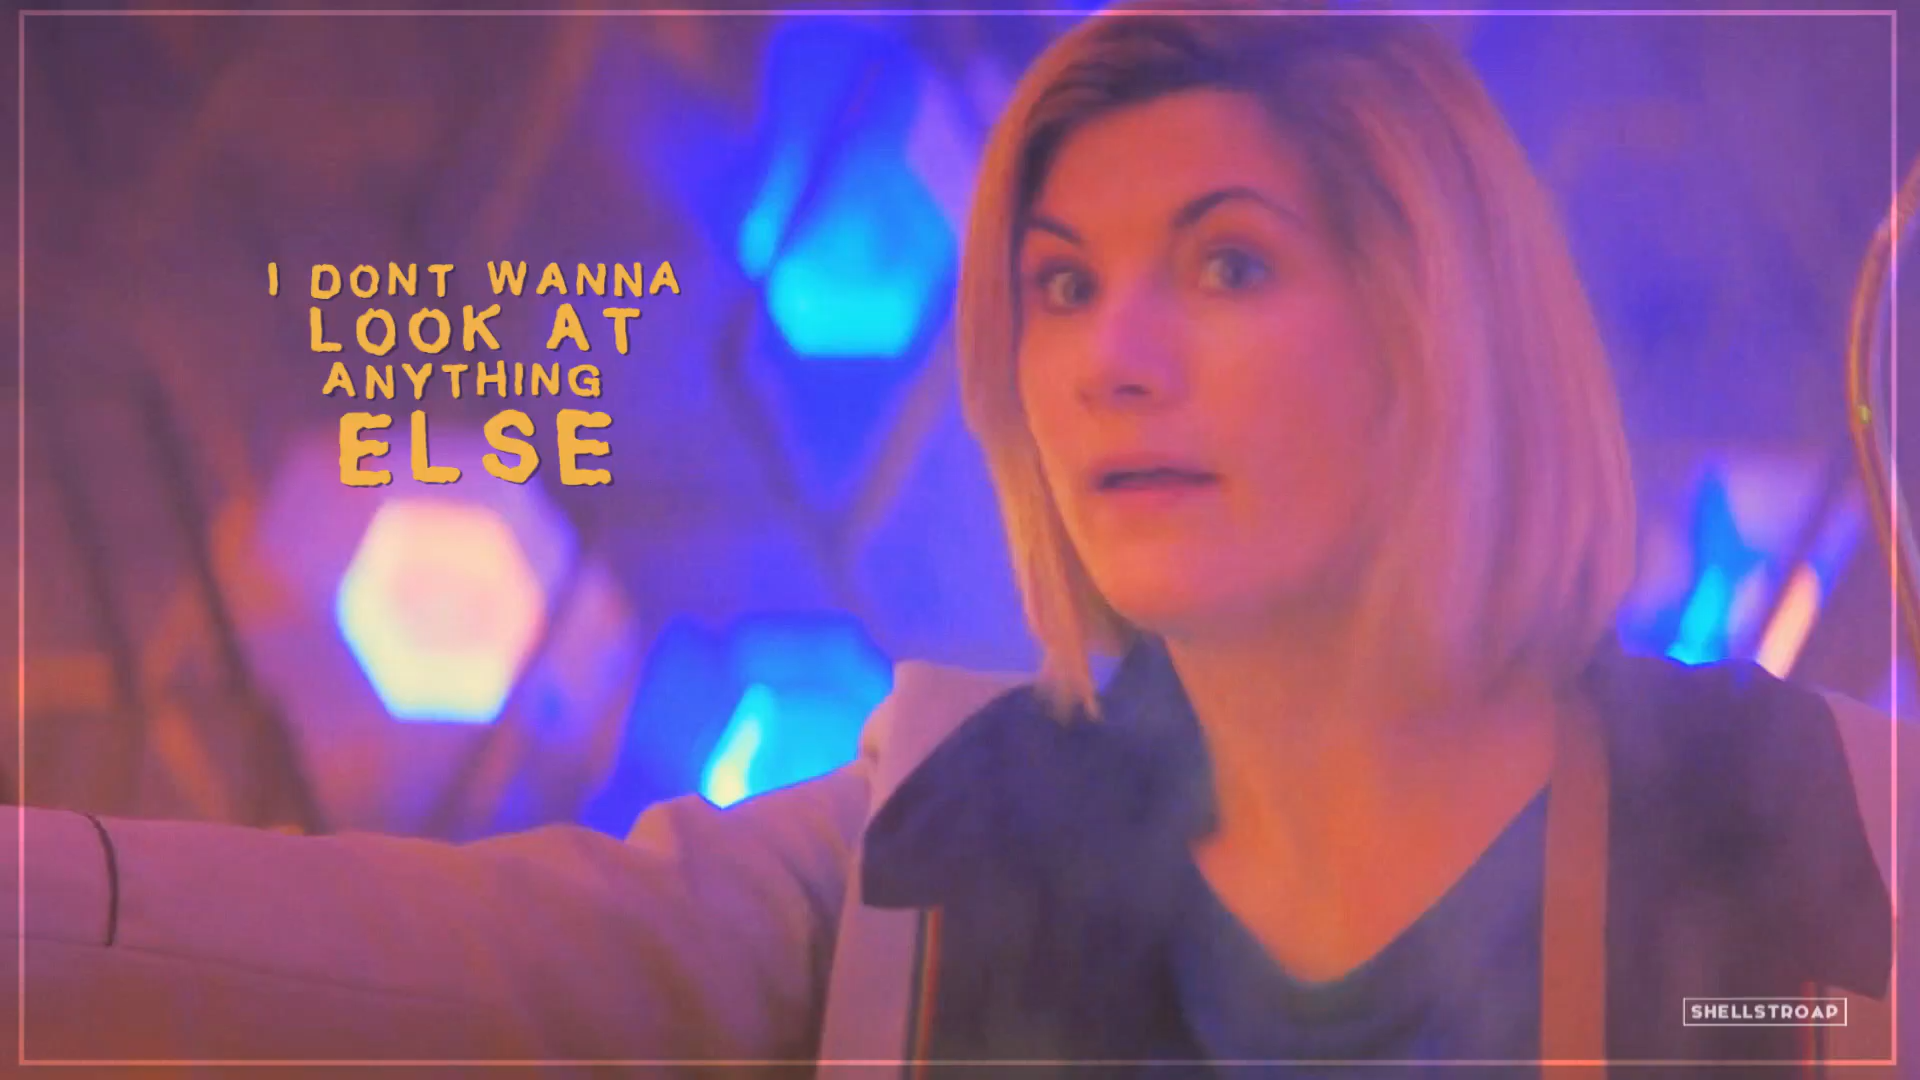 I DONT WANNA
LOOK AT
ANYTHING
ELSE
SHELLSTROAP